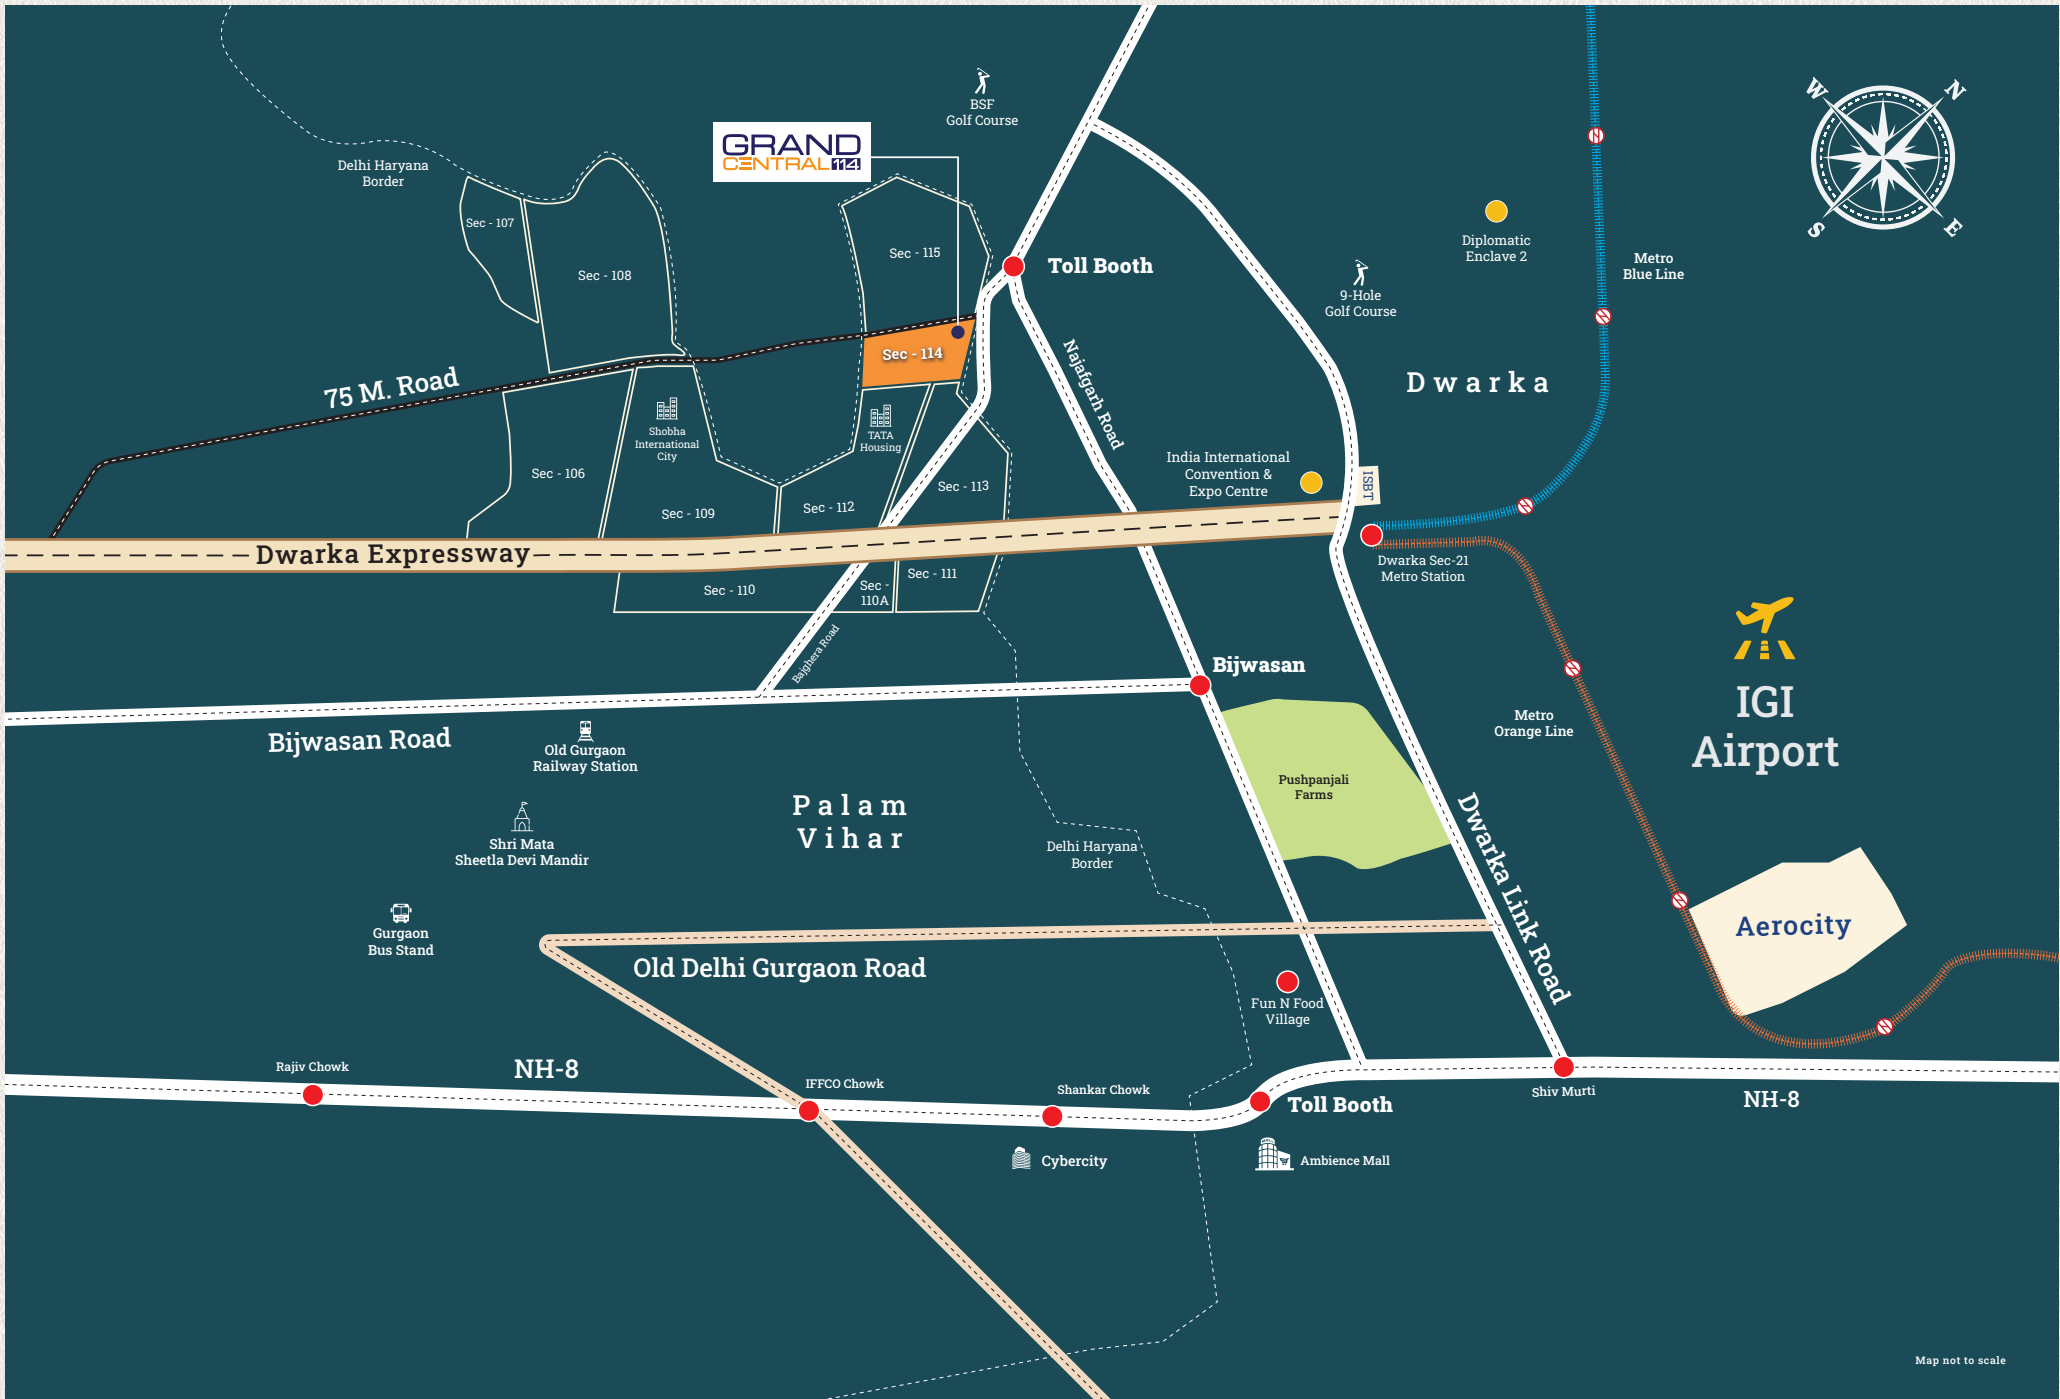 BSF
Golf Course
W
N
S
E
GRAND
CENTRAL 114
Delhi Haryana
Border
Sec - 107
Sec - 108
Sec - 115
Toll Booth
Diplomatic
Enclave 2
Metro
Blue Line
9-Hole
Golf Course
Sec - 114
75 M. Road
Najafgarh Road
Dwarka
Shobha
International
City
TATA
Housing
Sec - 106
Sec - 109
Sec - 112
Sec - 113
India International
Convention &
Expo Centre
ISBT
Dwarka Expressway
Dwarka Sec-21
Metro Station
Sec - 110
Sec -
110A
Sec - 111
Bajghera Road
Bijwasan
IGI
Airport
Metro
Orange Line
Bijwasan Road
Old Gurgaon
Railway Station
Pushpanjali
Farms
Palam
Vihar
Shri Mata
Sheetla Devi Mandir
Delhi Haryana
Border
Dwarka Link Road
Aerocity
Gurgaon
Bus Stand
Old Delhi Gurgaon Road
Fun N Food
Village
Rajiv Chowk
NH-8
IFFCO Chowk
Shankar Chowk
Toll Booth
Shiv Murti
NH-8
Cybercity
Ambience Mall
Map not to scale